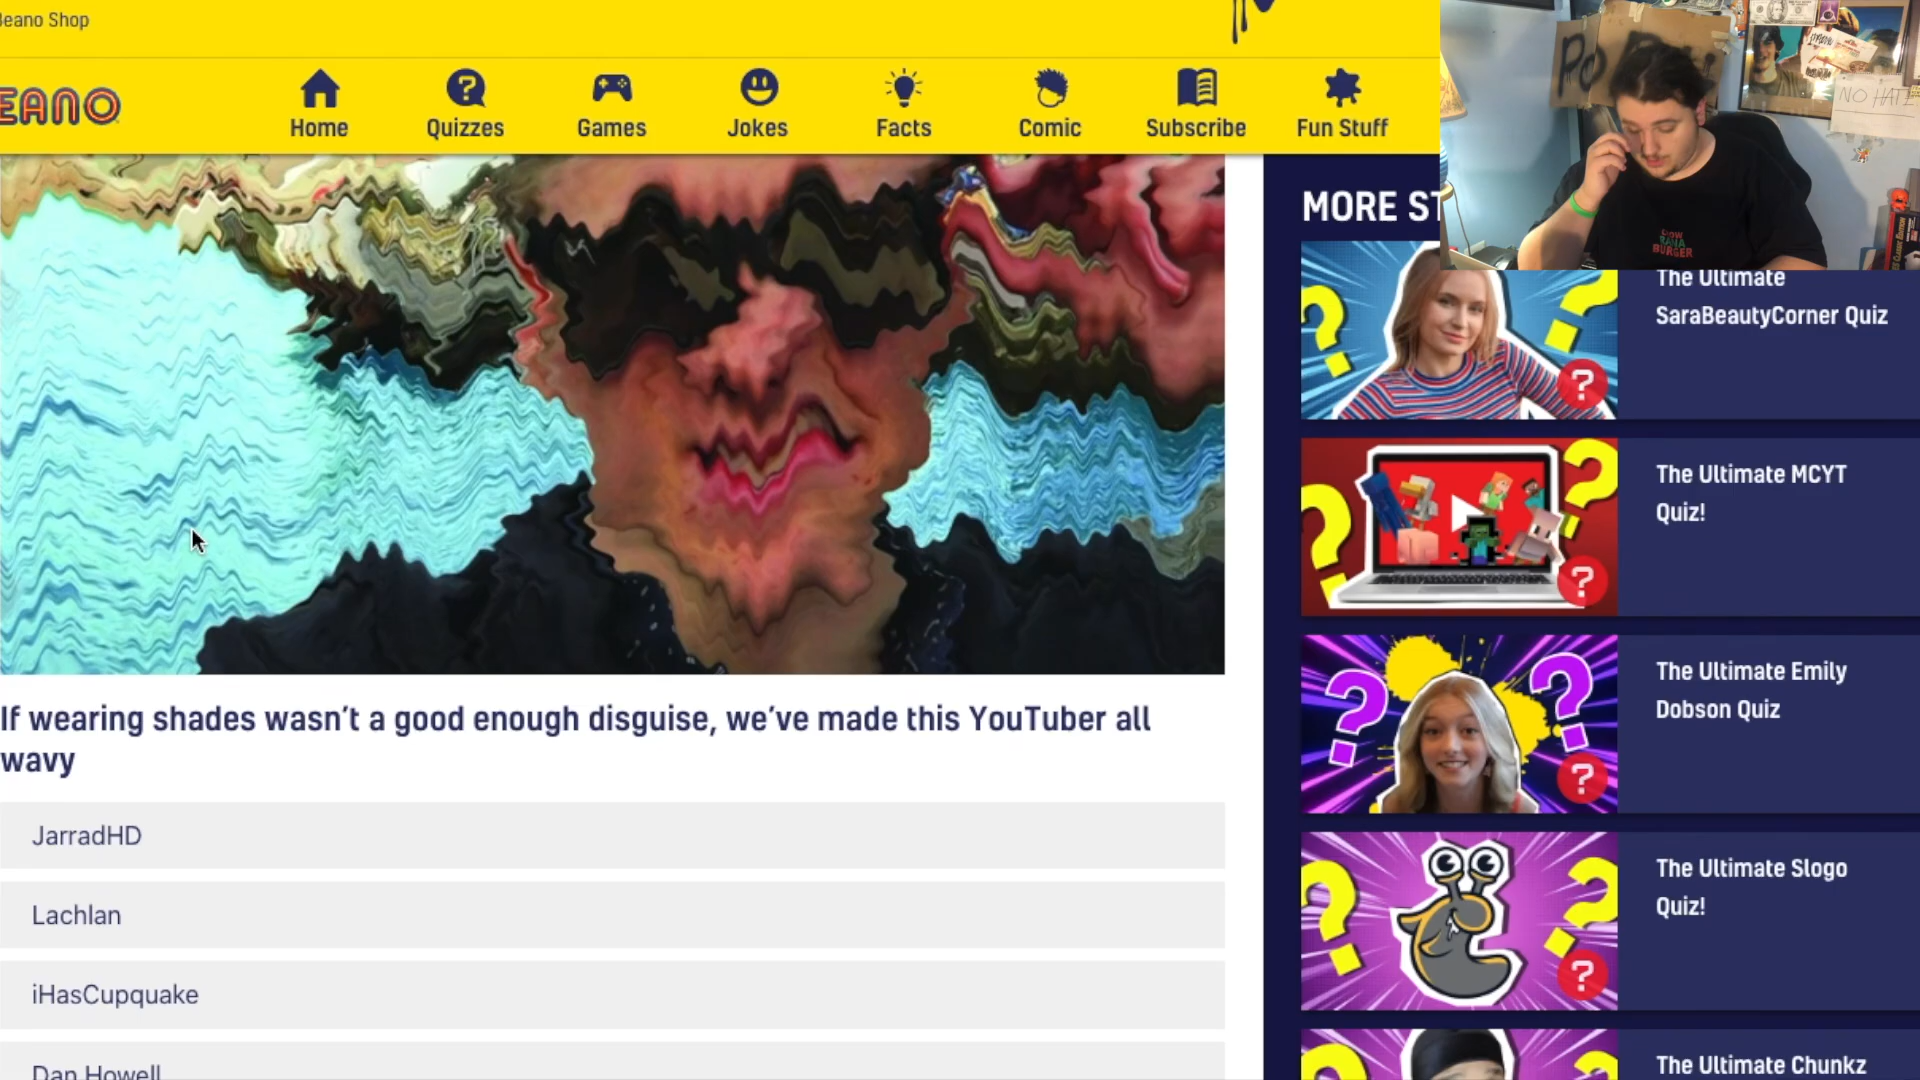 Beano Shop
BEANO
Home
Quizzes
Games
Jokes
Facts
Comic
Subscribe
Fun Stuff
NO HATE
MORE ST
The Ultimate
SaraBeautyCorner Quiz
The Ultimate MCYT
Quiz!
The Ultimate Emily
Dobson Quiz
The Ultimate Slogo
Quiz!
The Ultimate Chunkz
If wearing shades wasn't a good enough disguise, we've made this YouTuber all
wavy
JarradHD
Lachlan
iHasCupquake
Dan Howell